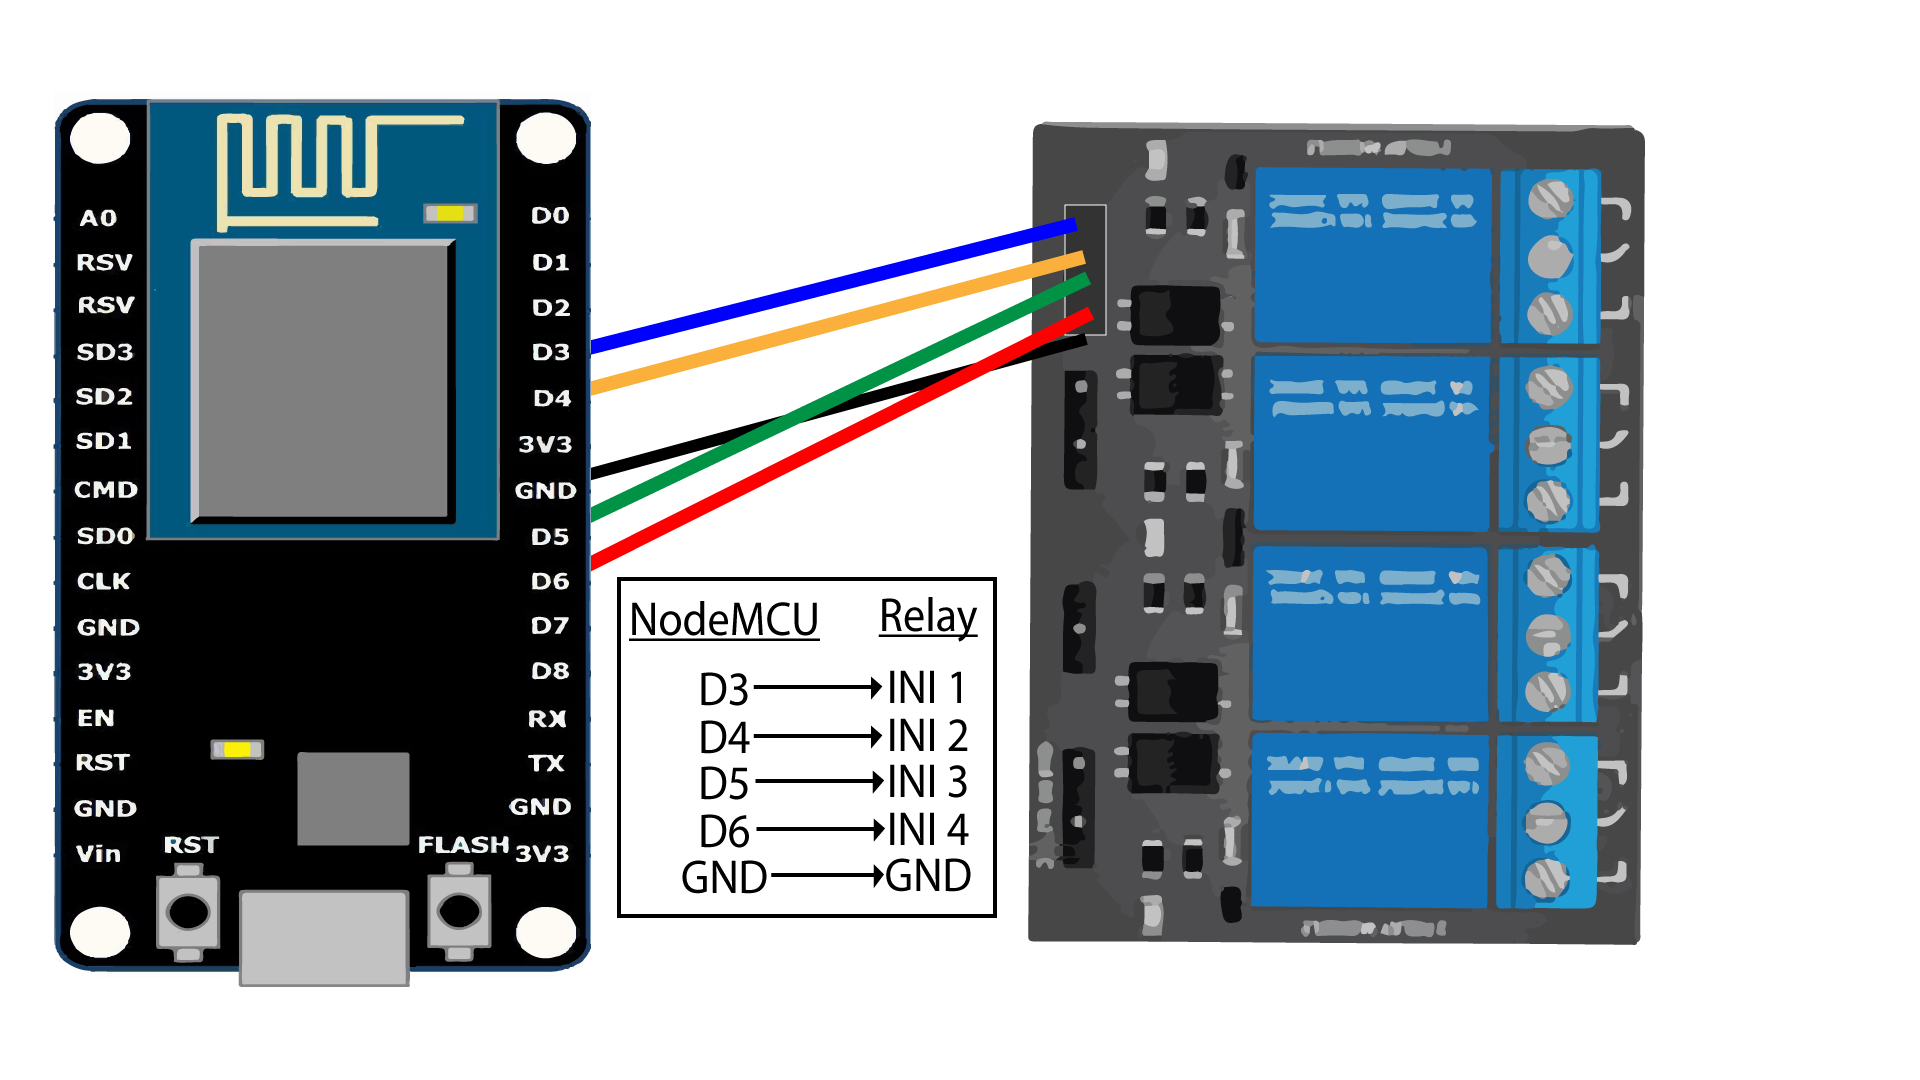 A0
RSV
RSV
SD3
SD2
SD1
CMD
SD0
CLK
GND
3V3
EN
RST
GND
Vin
RST
FLASH
D0
D1
D2
D3
D4
3V3
GND
D5
D6
D7
D8
RX
TX
GND
3V3
NodeMCU Relay
D3 INI 1
D4 INI 2
D5 INI 3
D6 INI 4
GND GND